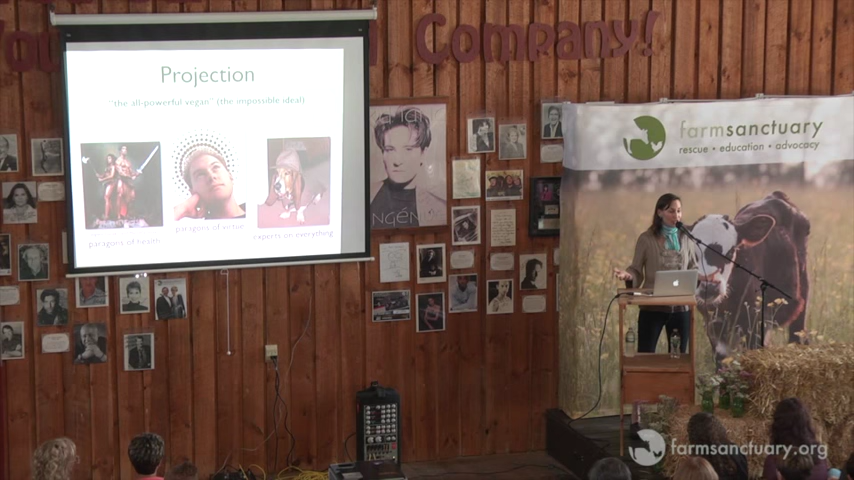 You
Company!
Projection
"the all-powerful vegan" (the impossible ideal)
paragons of health
paragons of virtue
experts on everything
farmsanctuary
rescue • education • advocacy
farmsanctuary.org